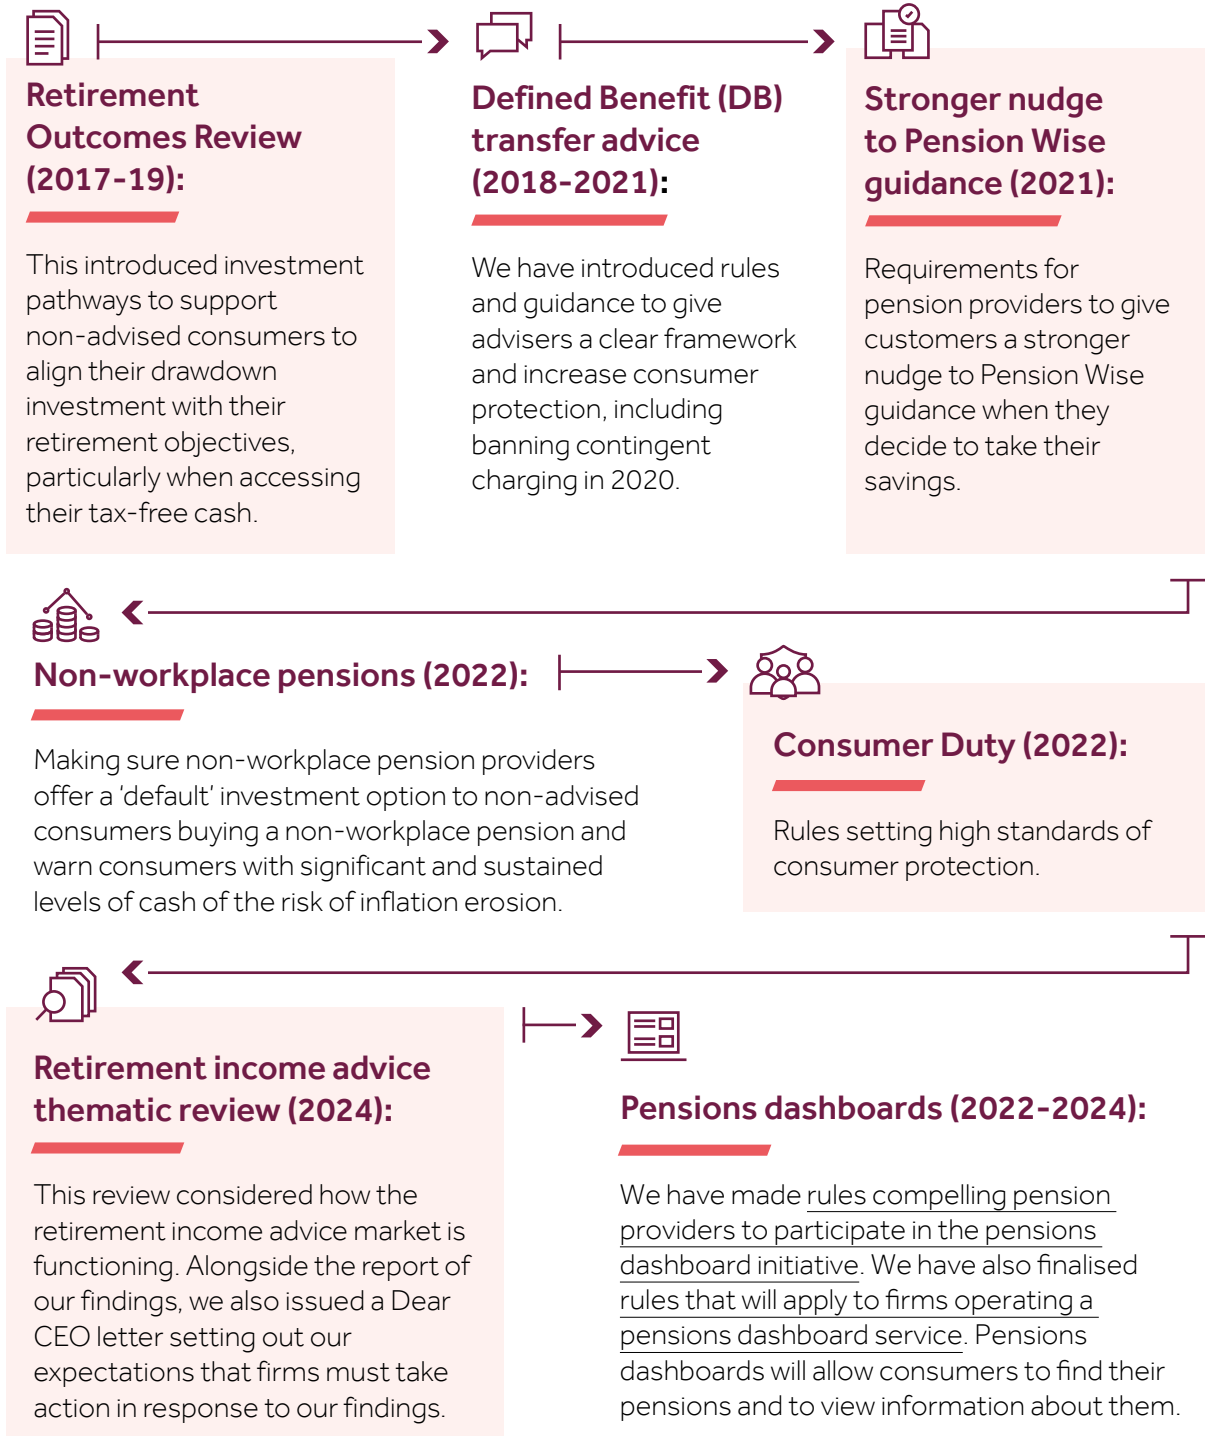 Retirement
Outcomes Review
(2017-19):
This introduced investment
pathways to support
non-advised consumers to
align their drawdown
investment with their
retirement objectives,
particularly when accessing
their tax-free cash.
Defined Benefit (DB)
transfer advice
(2018-2021):
We have introduced rules
and guidance to give
advisers a clear framework
and increase consumer
protection, including
banning contingent
charging in 2020.
Stronger nudge
to Pension Wise
guidance (2021):
Requirements for
pension providers to give
customers a stronger
nudge to Pension Wise
guidance when they
decide to take their
savings.
Non-workplace pensions (2022):
Making sure non-workplace pension providers
offer a ‘default’ investment option to non-advised
consumers buying a non-workplace pension and
warn consumers with significant and sustained
levels of cash of the risk of inflation erosion.
Consumer Duty (2022):
Rules setting high standards of
consumer protection.
Retirement income advice
thematic review (2024):
This review considered how the
retirement income advice market is
functioning. Alongside the report of
our findings, we also issued a Dear
CEO letter setting out our
expectations that firms must take
action in response to our findings.
Pensions dashboards (2022-2024):
We have made rules compelling pension
providers to participate in the pensions
dashboard initiative. We have also finalised
rules that will apply to firms operating a
pensions dashboard service. Pensions
dashboards will allow consumers to find their
pensions and to view information about them.